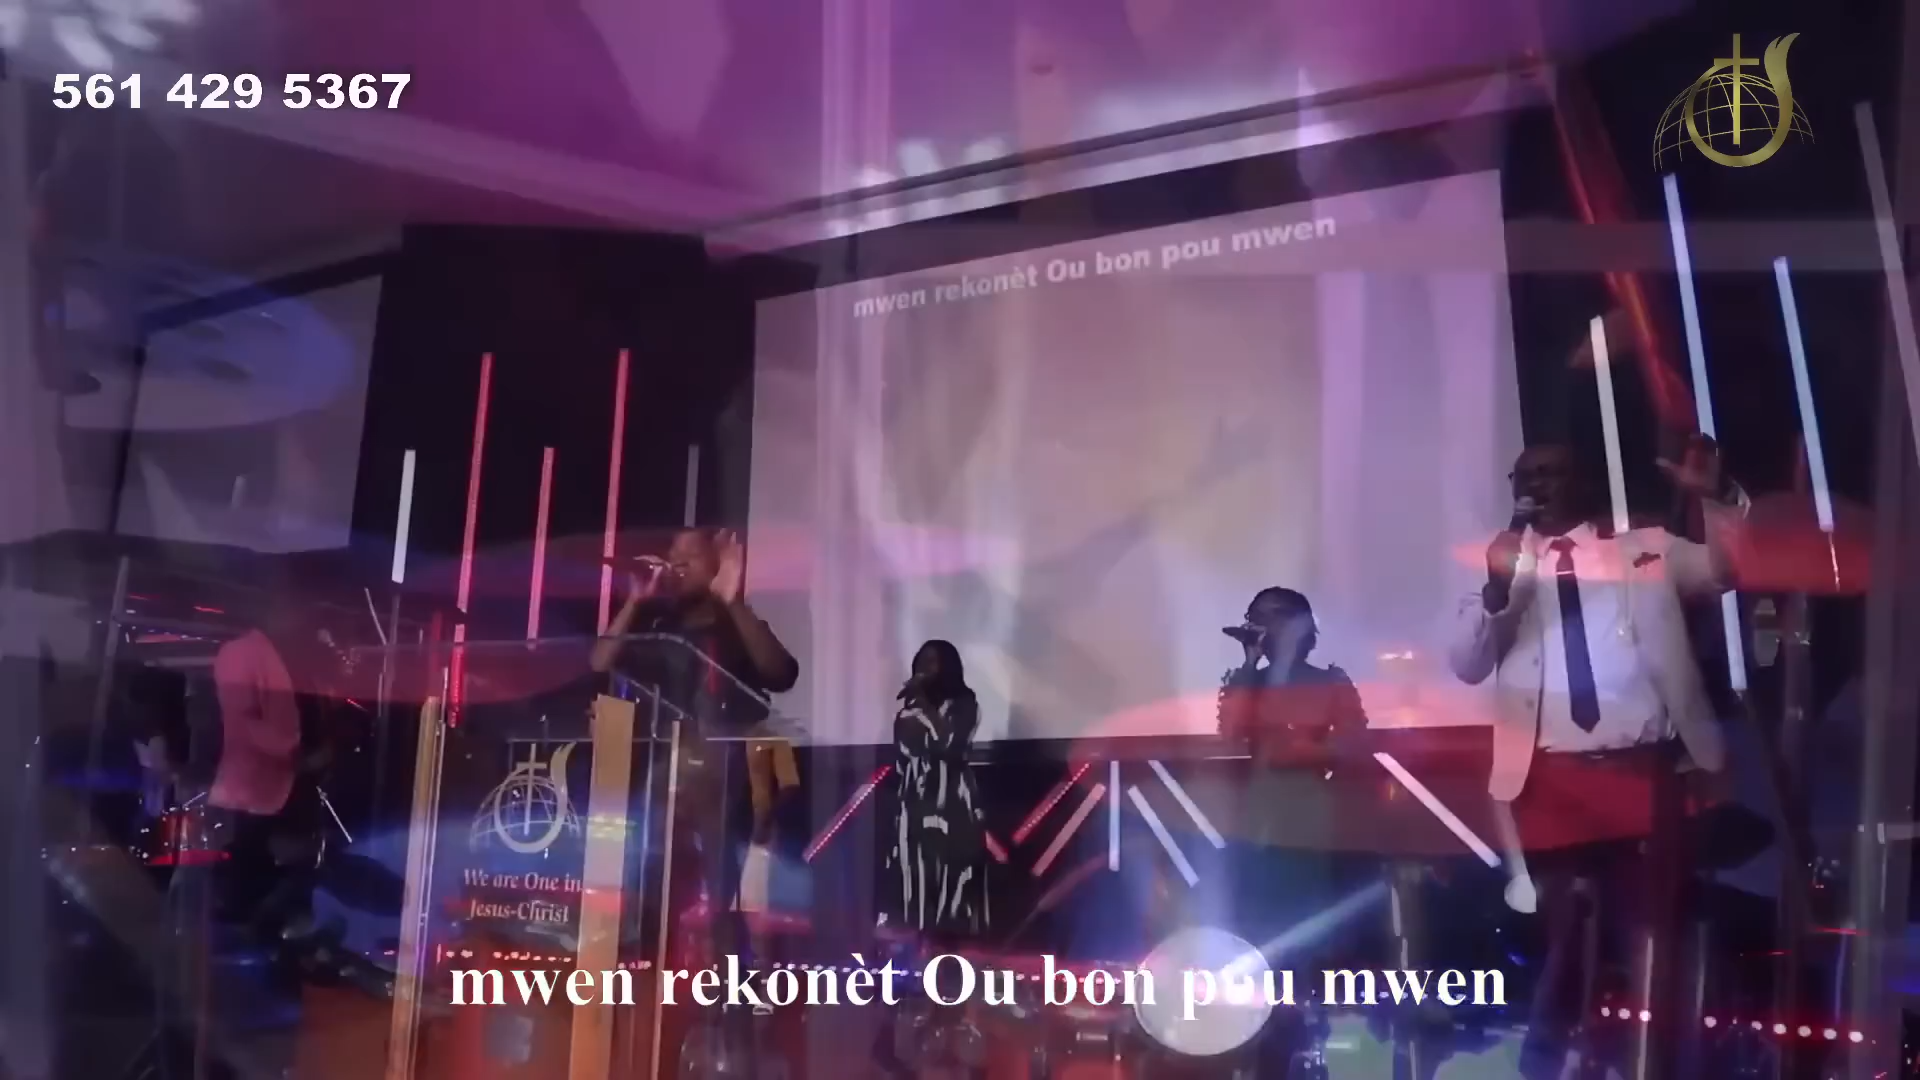 561 429 5367
mwen rekonèt Ou bon pou mwen
We are One in
Jesus-Christ
mwen rekonèt Ou bon pou mwen